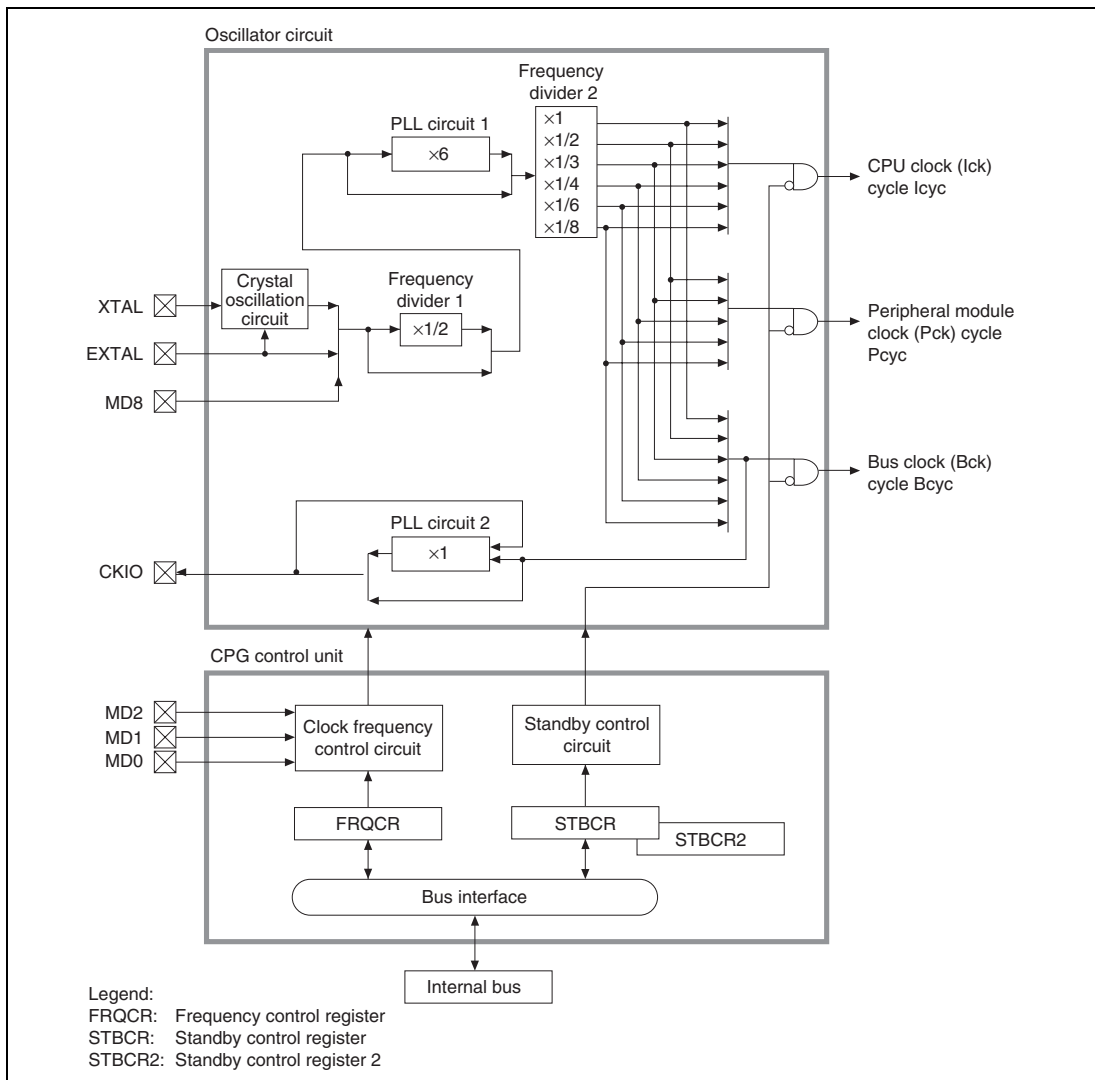 Oscillator circuit
Frequency
divider 2
PLL circuit 1
×6
×1
×1/2
×1/3
×1/4
×1/6
×1/8
CPU clock (Ick)
cycle Icyc
XTAL
Crystal
oscillation
circuit
Frequency
divider 1
×1/2
EXTAL
MD8
Peripheral module
clock (Pck) cycle
Pcyc
Bus clock (Bck)
cycle Bcyc
PLL circuit 2
×1
CKIO
CPG control unit
MD2
MD1
MD0
Clock frequency
control circuit
Standby control
circuit
FRQCR
STBCR
STBCR2
Bus interface
Internal bus
Legend:
FRQCR: Frequency control register
STBCR: Standby control register
STBCR2: Standby control register 2